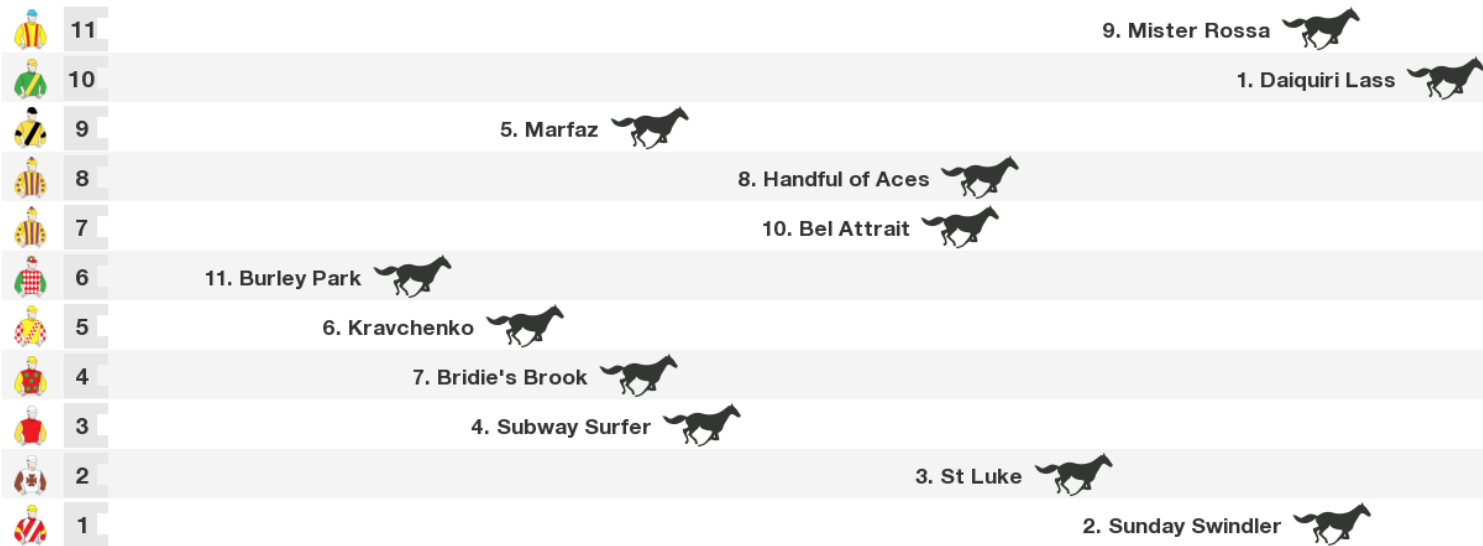 11 9. Mister Rossa
10 1. Daiquiri Lass
9 5. Marfaz
8 8. Handful of Aces
7 10. Bel Attrait
6 11. Burley Park
5 6. Kravchenko
4 7. Bridie's Brook
3 4. Subway Surfer
2 3. St Luke
1 2. Sunday Swindler